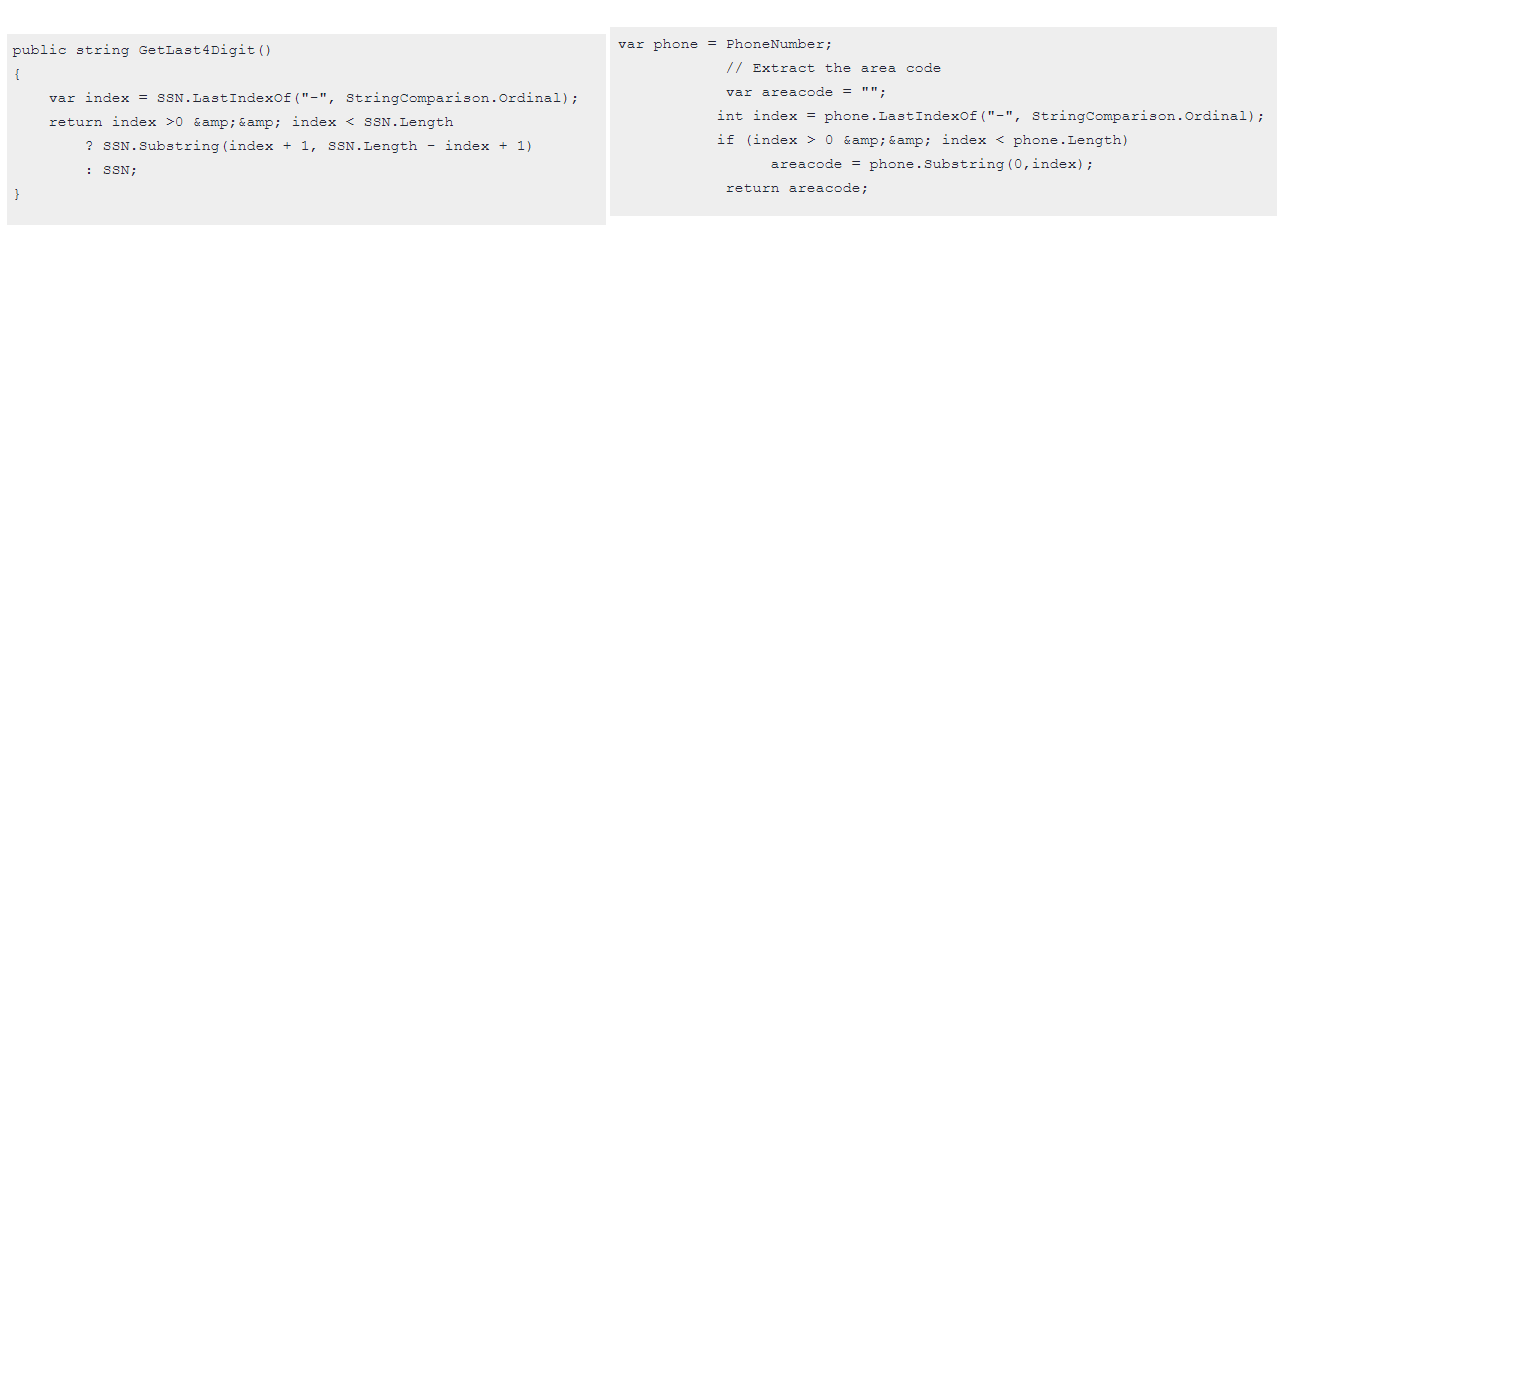 public string GetLast4Digit()
{
    var index = SSN.LastIndexOf("-", StringComparison.Ordinal);
    return index >0 &amp;&amp; index < SSN.Length
        ? SSN.Substring(index + 1, SSN.Length - index + 1)
        : SSN;
}
var phone = PhoneNumber;
            // Extract the area code
            var areacode = "";
           int index = phone.LastIndexOf("-", StringComparison.Ordinal);
           if (index > 0 &amp;&amp; index < phone.Length)
                 areacode = phone.Substring(0,index);
            return areacode;